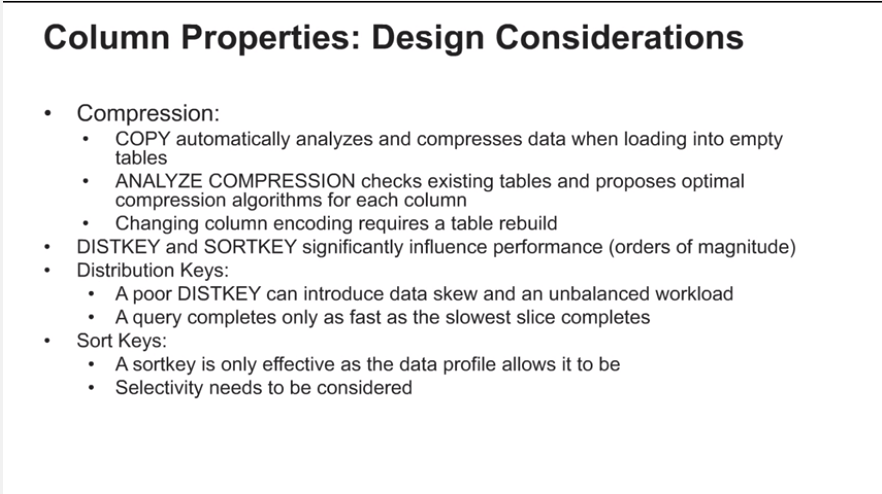 Column Properties: Design Considerations
• Compression:
• COPY automatically analyzes and compresses data when loading into empty
tables
• ANALYZE COMPRESSION checks existing tables and proposes optimal
compression algorithms for each column
• Changing column encoding requires a table rebuild
• DISTKEY and SORTKEY significantly influence performance (orders of magnitude)
• Distribution Keys:
• A poor DISTKEY can introduce data skew and an unbalanced workload
• A query completes only as fast as the slowest slice completes
• Sort Keys:
• A sortkey is only effective as the data profile allows it to be
• Selectivity needs to be considered